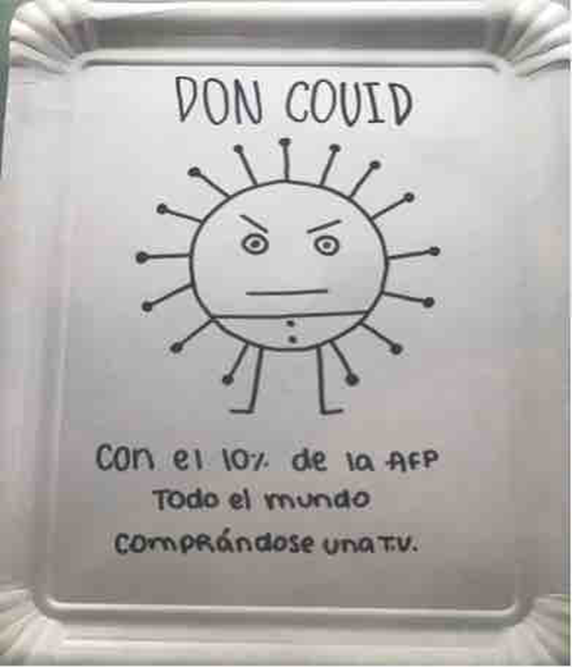 DON COVID
Con el 10% de la AFP
Todo el mundo
comprándose una T.V.